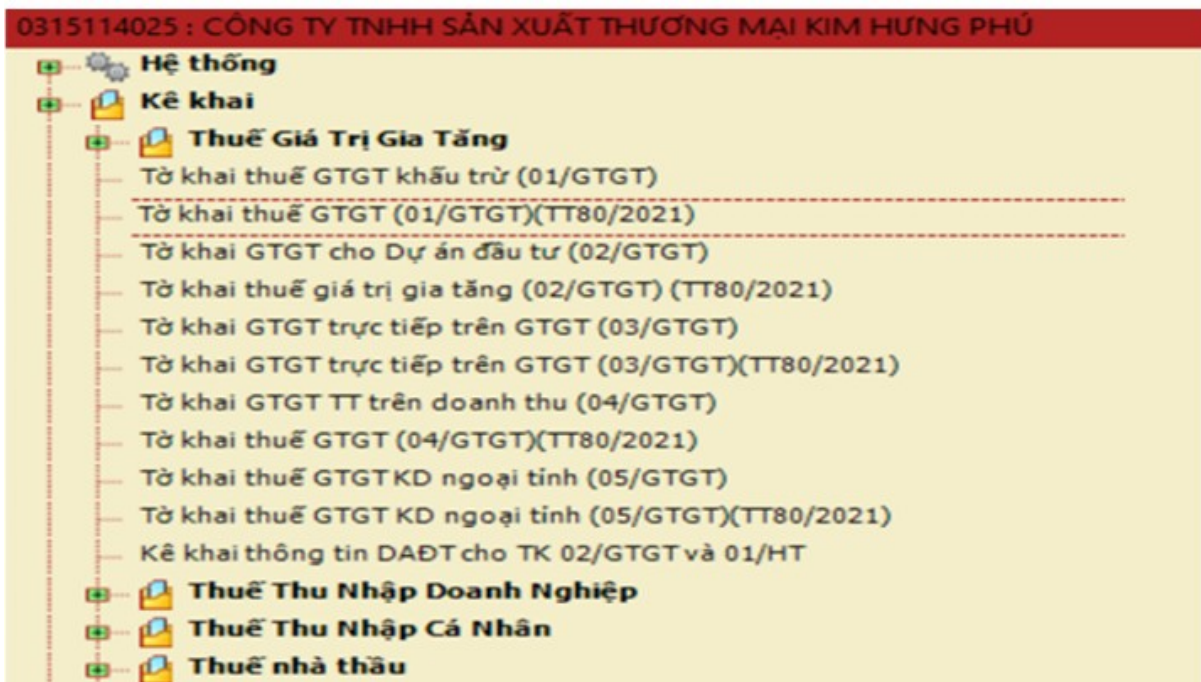 0315114025 : CÔNG TY TNHH SẢN XUẤT THƯƠNG MẠI KIM HƯNG PHÚ
Hệ thống
Kê khai
Thuế Giá Trị Gia Tăng
Tờ khai thuế GTGT khấu trừ (01/GTGT)
Tờ khai thuế GTGT (01/GTGT)(TT80/2021)
Tờ khai GTGT cho Dự án đầu tư (02/GTGT)
Tờ khai thuế giá trị gia tăng (02/GTGT) (TT80/2021)
Tờ khai GTGT trực tiếp trên GTGT (03/GTGT)
Tờ khai GTGT trực tiếp trên GTGT (03/GTGT)(TT80/2021)
Tờ khai GTGT TT trên doanh thu (04/GTGT)
Tờ khai thuế GTGT (04/GTGT)(TT80/2021)
Tờ khai thuế GTGT KD ngoại tỉnh (05/GTGT)
Tờ khai thuế GTGT KD ngoại tỉnh (05/GTGT)(TT80/2021)
Kê khai thông tin DAĐT cho TK 02/GTGT và 01/HT
Thuế Thu Nhập Doanh Nghiệp
Thuế Thu Nhập Cá Nhân
Thuế nhà thầu